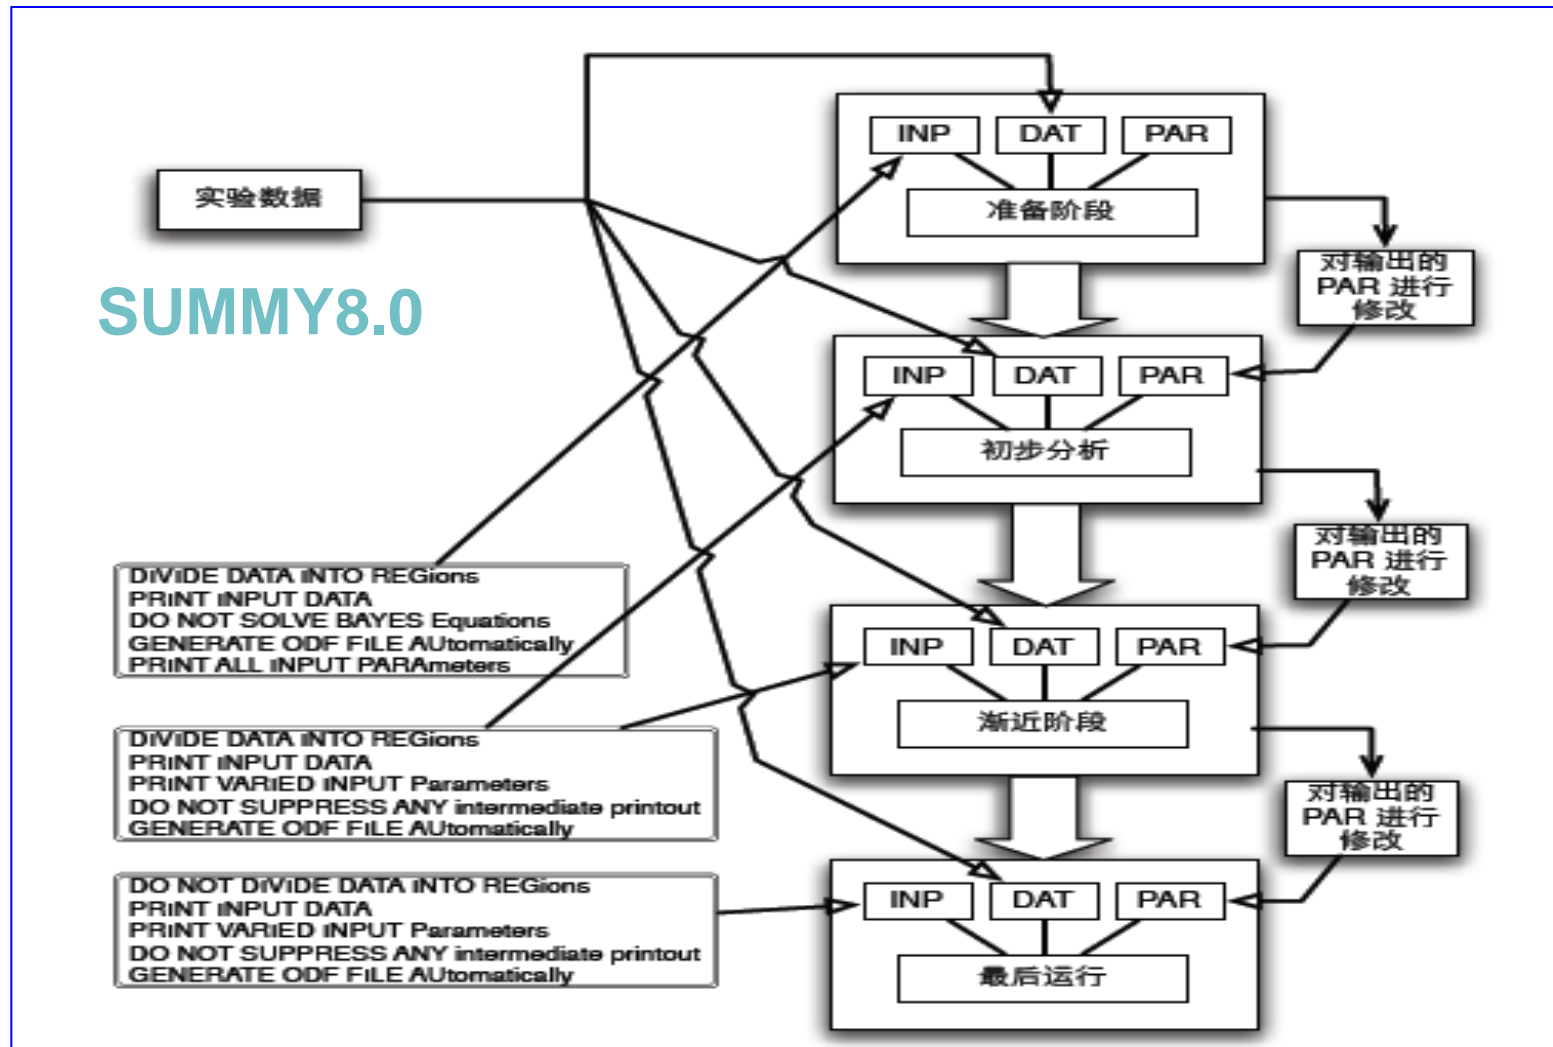 INP DAT PAR
准备阶段
实验数据
对输出的
PAR 进行
修改
SUMMY8.0
INP DAT PAR
初步分析
对输出的
PAR 进行
修改
DIVIDE DATA INTO REGions
PRINT INPUT DATA
DO NOT SOLVE BAYES Equations
GENERATE ODF FILE AUtomatically
PRINT ALL INPUT PARAmeters
INP DAT PAR
渐近阶段
DIVIDE DATA INTO REGions
PRINT INPUT DATA
PRINT VARIED INPUT Parameters
DO NOT SUPPRESS ANY intermediate printout
GENERATE ODF FILE AUtomatically
对输出的
PAR 进行
修改
DO NOT DIVIDE DATA INTO REGions
PRINT INPUT DATA
PRINT VARIED INPUT Parameters
DO NOT SUPPRESS ANY intermediate printout
GENERATE ODF FILE AUtomatically
INP DAT PAR
最后运行